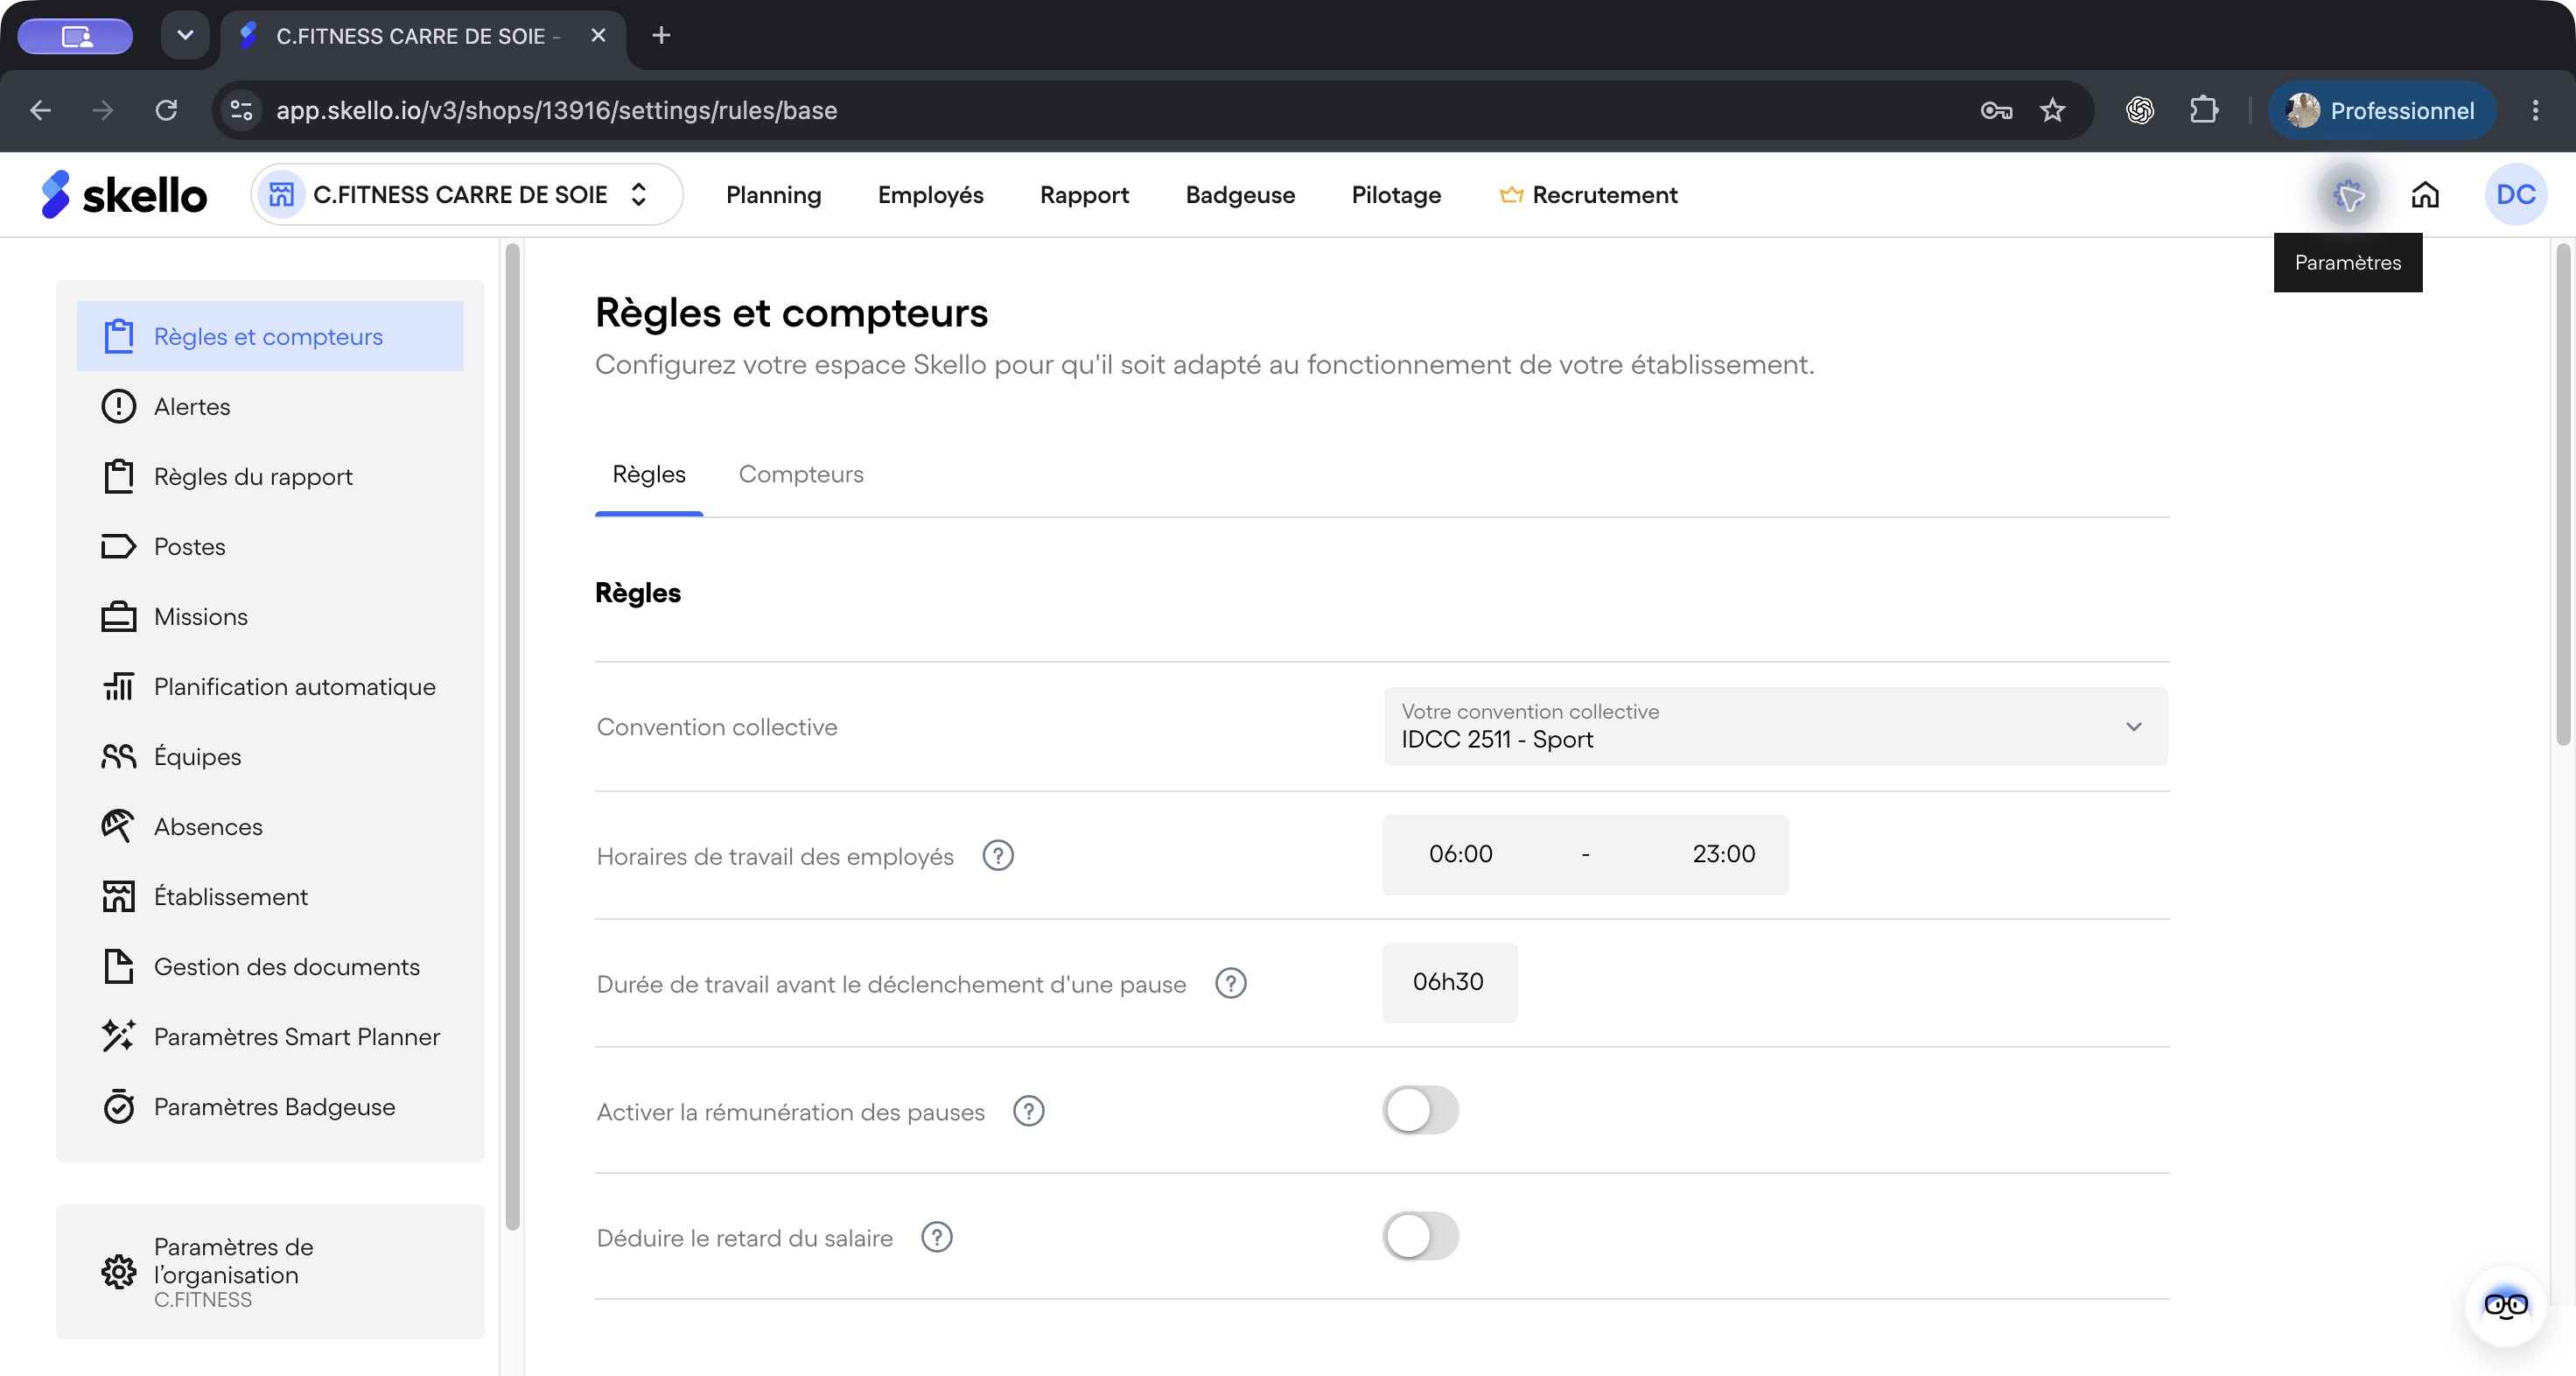 C.FITNESS CARRE DE SOIE -
app.skello.io/v3/shops/13916/settings/rules/base
Professionnel
skello
C.FITNESS CARRE DE SOIE
Planning
Employés
Rapport
Badgeuse
Pilotage
Recrutement
DC
Paramètres
Règles et compteurs
Alertes
Règles du rapport
Postes
Missions
Planification automatique
Équipes
Absences
Établissement
Gestion des documents
Paramètres Smart Planner
Paramètres Badgeuse
Paramètres de
l'organisation
C.FITNESS
Règles et compteurs
Configurez votre espace Skello pour qu'il soit adapté au fonctionnement de votre établissement.
Règles
Compteurs
Règles
Convention collective
Votre convention collective
IDCC 2511 - Sport
Horaires de travail des employés ?
06:00 - 23:00
Durée de travail avant le déclenchement d'une pause ?
06h30
Activer la rémunération des pauses ?
Déduire le retard du salaire ?